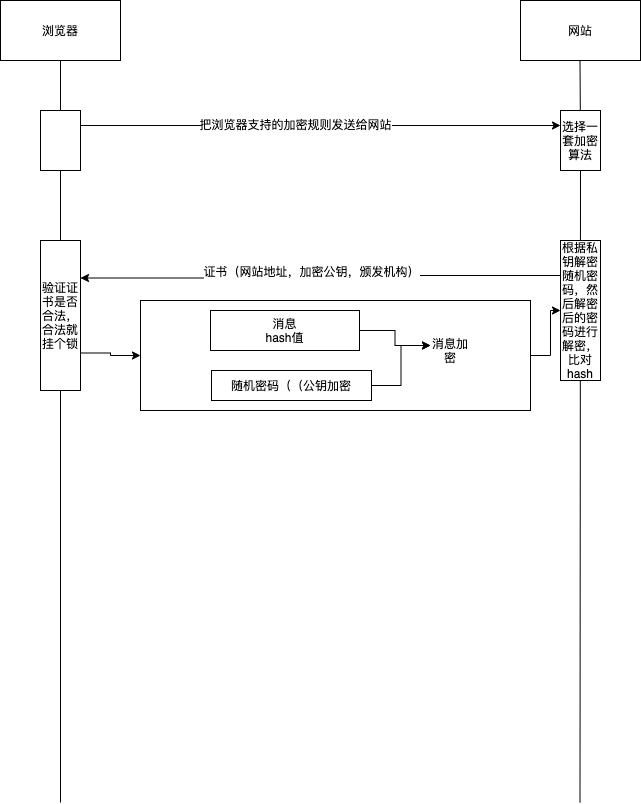 浏览器
网站
把浏览器支持的加密规则发送给网站
选择一
套加密
算法
证书（网站地址，加密公钥，颁发机构）
验证证
书是否
合法，
合法就
挂个锁
消息
hash值
随机密码（（公钥加密
消息加
密
根据私
钥解密
随机密
码，然
后解密
后的密
码进行
解密，
比对
hash